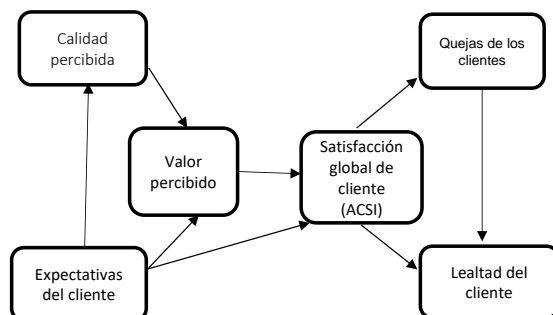 Calidad
percibida
Quejas de los
clientes
Valor
percibido
Satisfacción
global de
cliente
(ACSI)
Expectativas
del cliente
Lealtad del
cliente